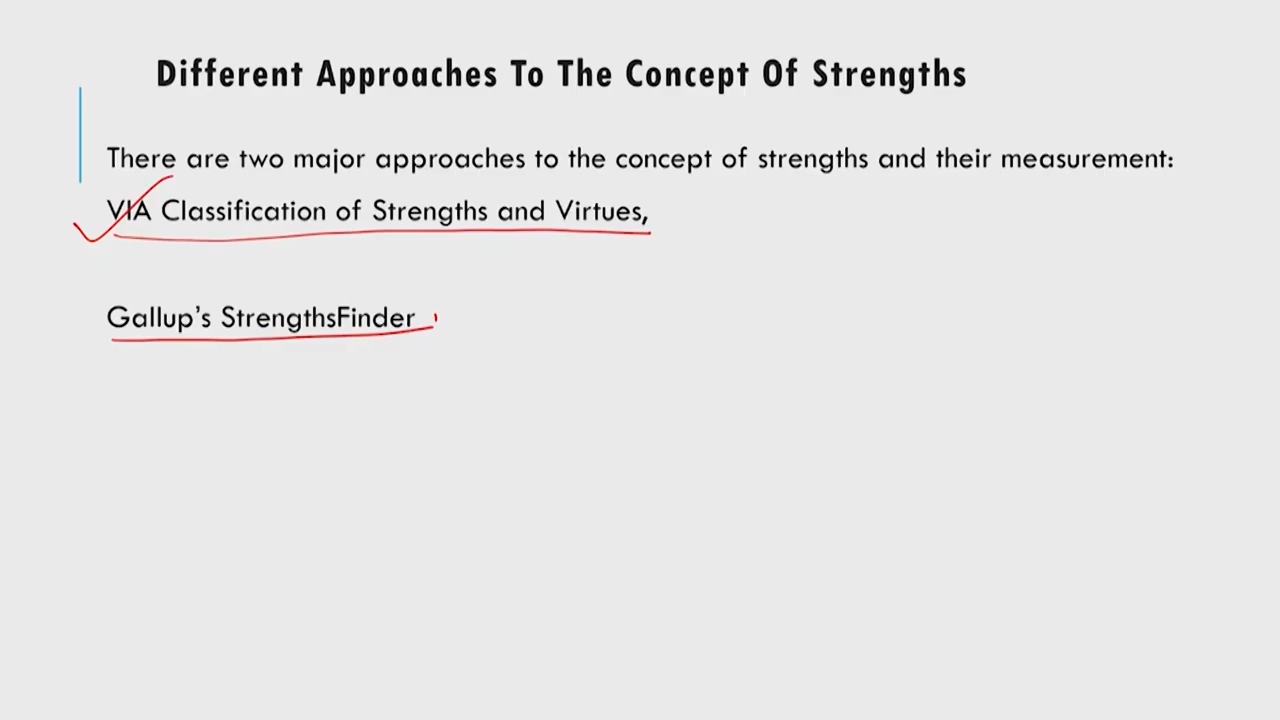 Different Approaches To The Concept Of Strengths
There are two major approaches to the concept of strengths and their measurement:
VIA Classification of Strengths and Virtues,
Gallup’s StrengthsFinder